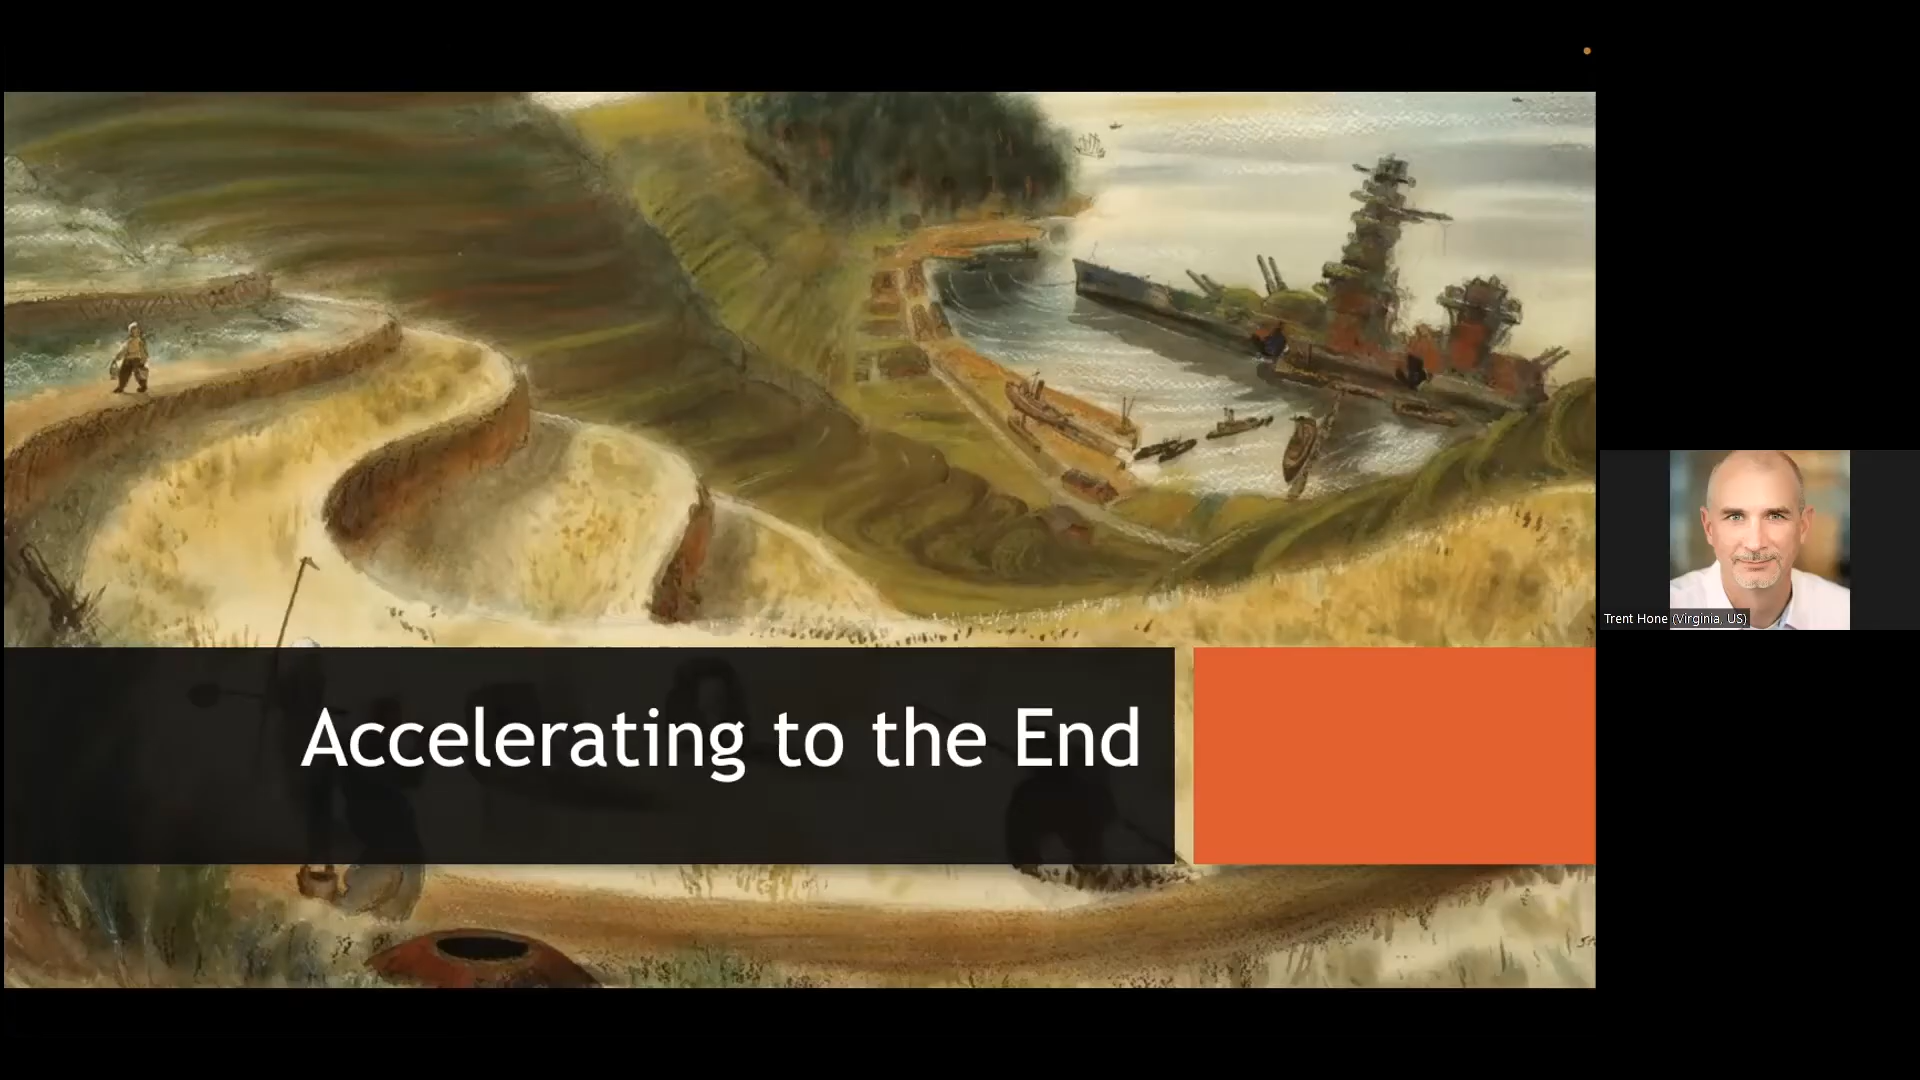 Accelerating to the End
Trent Hone (Virginia, US)